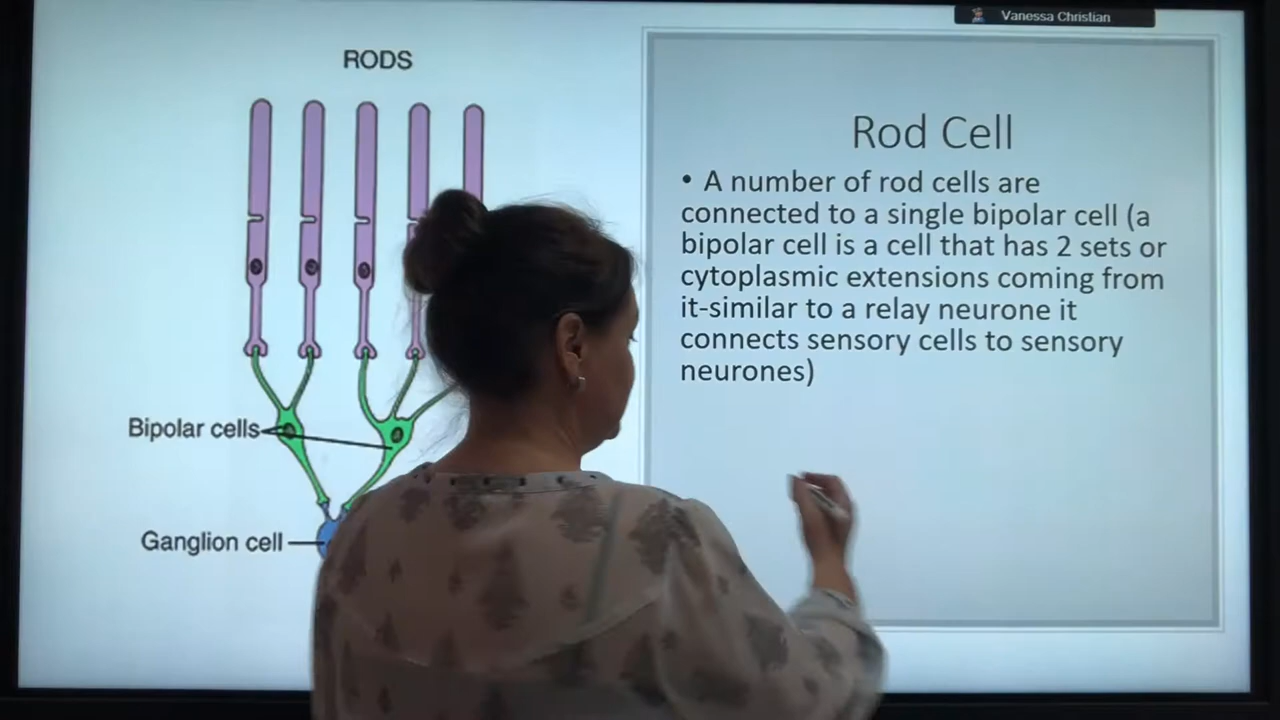 Vanessa Christian
RODS
Bipolar cells
Ganglion cell
Rod Cell
• A number of rod cells are
connected to a single bipolar cell (a
bipolar cell is a cell that has 2 sets or
cytoplasmic extensions coming from
it-similar to a relay neurone it
connects sensory cells to sensory
neurones)